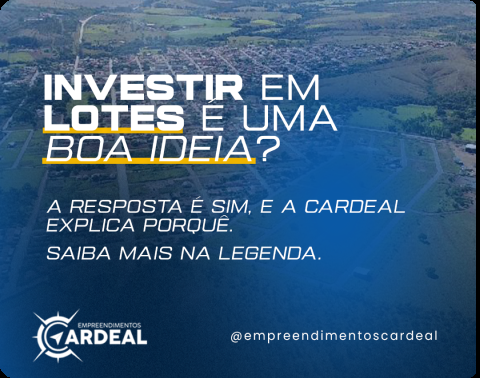 INVESTIR EM
LOTES É UMA
BOA IDEIA?
A RESPOSTA É SIM, E A CARDEAL
EXPLICA PORQUÊ.
SAIBA MAIS NA LEGENDA.
EMPREENDIMENTOS
CARDEAL
@empreendimentoscardeal